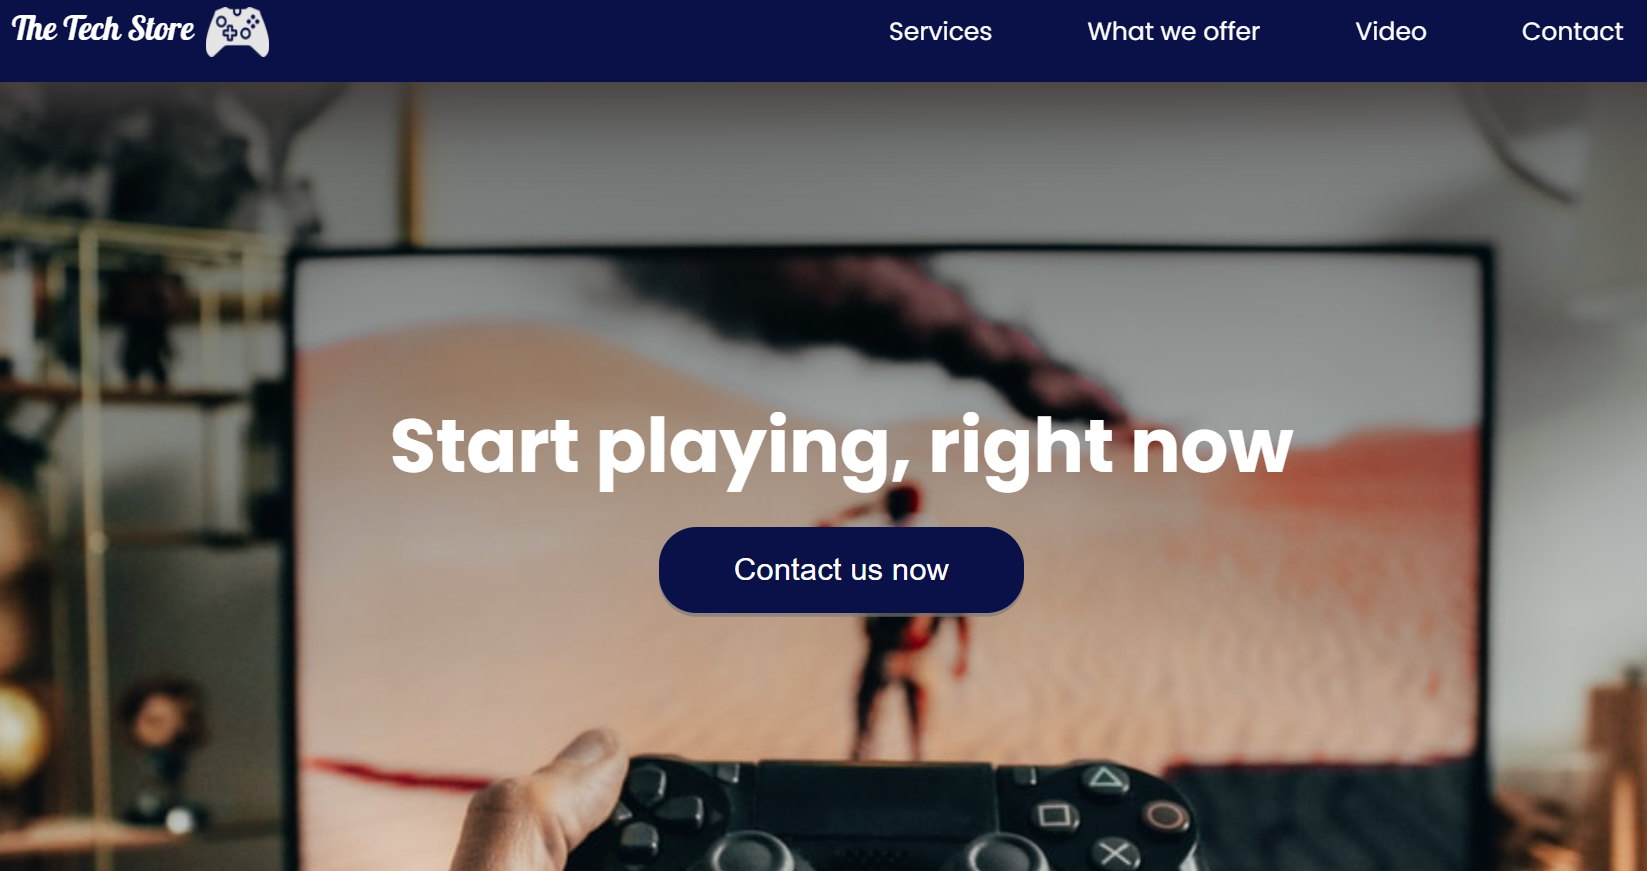 The Tech Store
Services
What we offer
Video
Contact
Start playing, right now
Contact us now